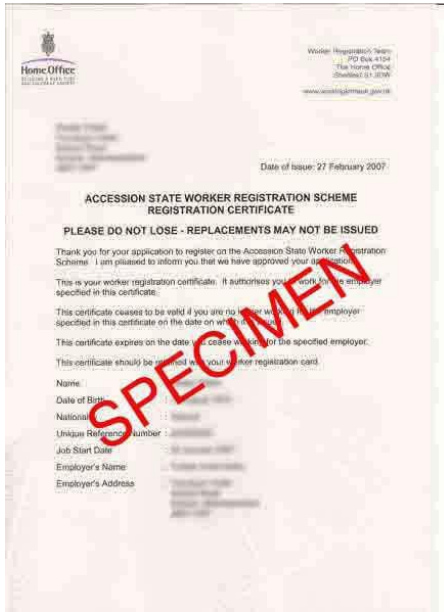 Home Office
Worker Registration Team
PO Box
The Home Office
Sheffield
Date of Issue: 27 February 2007
ACCESSION STATE WORKER REGISTRATION SCHEME
REGISTRATION CERTIFICATE
PLEASE DO NOT LOSE - REPLACEMENTS MAY NOT BE ISSUED
Thank you for your application to register on the Accession State Worker Registration
Scheme. I am pleased to inform you that we have approved your application.
This is your worker registration certificate. It authorises you to work for the employer
specified in this certificate.
This certificate ceases to be valid if you are no longer working for the employer
specified in this certificate on the date on which it is issued.
This certificate expires on the date you cease working for the specified employer.
This certificate should be retained with your worker registration card.
Name
Date of Birth :
Nationality :
Unique Reference Number :
Job Start Date :
Employer's Name :
Employer's Address :
SPECIMEN